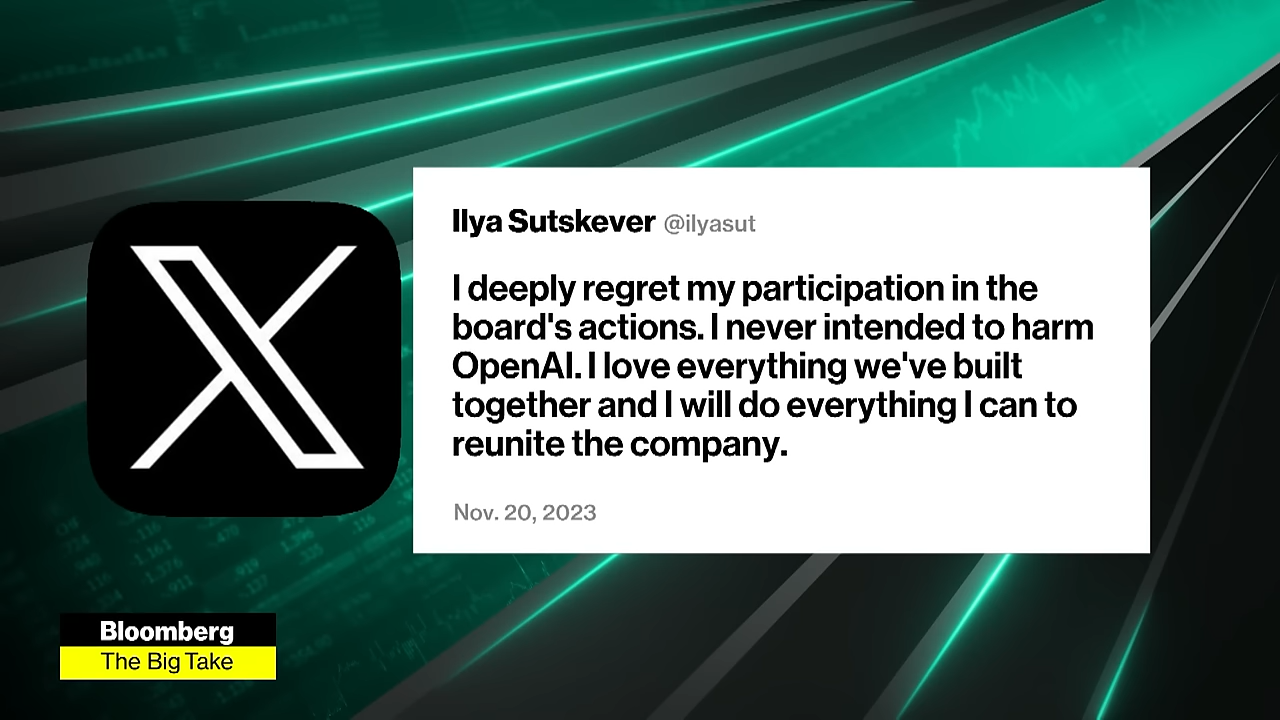 Ilya Sutskever @ilyasut
I deeply regret my participation in the
board's actions. I never intended to harm
OpenAI. I love everything we've built
together and I will do everything I can to
reunite the company.
Nov. 20, 2023
Bloomberg
The Big Take